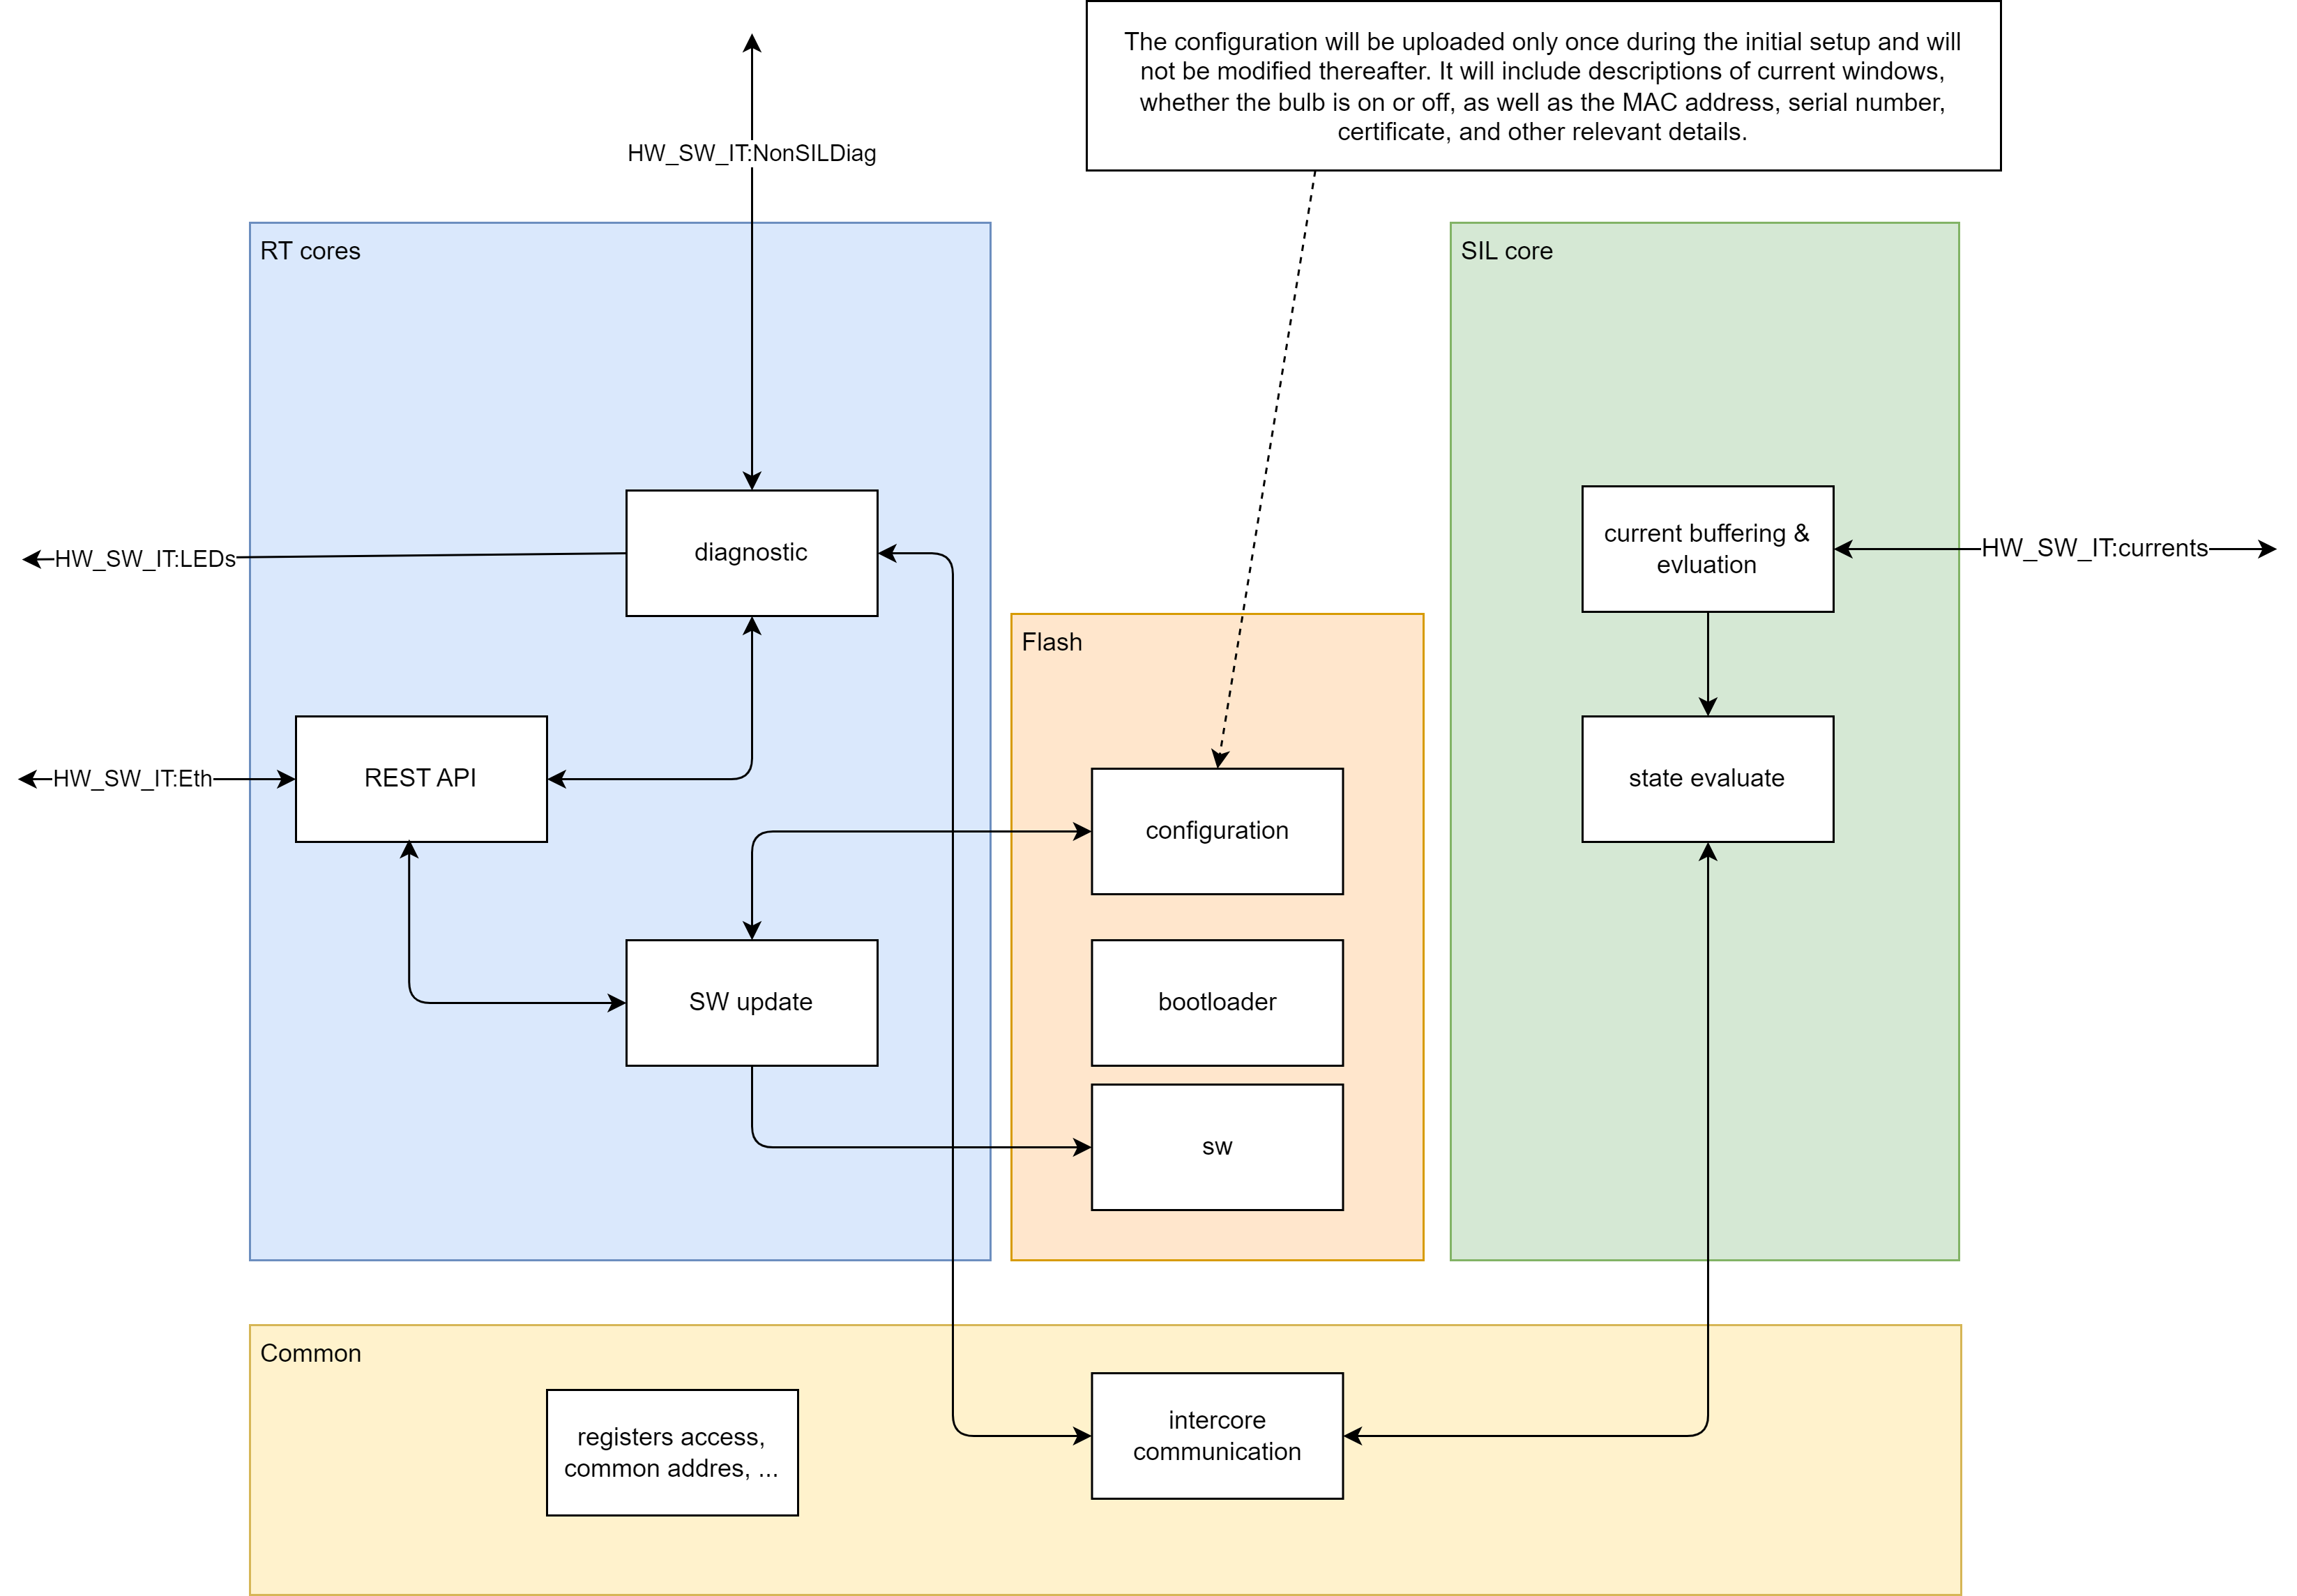 The configuration will be uploaded only once during the initial setup and will
not be modified thereafter. It will include descriptions of current windows,
whether the bulb is on or off, as well as the MAC address, serial number,
certificate, and other relevant details.
HW_SW_IT:NonSILDiag
RT cores
SIL core
diagnostic
current buffering &
evluation
HW_SW_IT:currents
HW_SW_IT:LEDs
Flash
REST API
HW_SW_IT:Eth
state evaluate
configuration
SW update
bootloader
sw
Common
registers access,
common addres, ...
intercore
communication